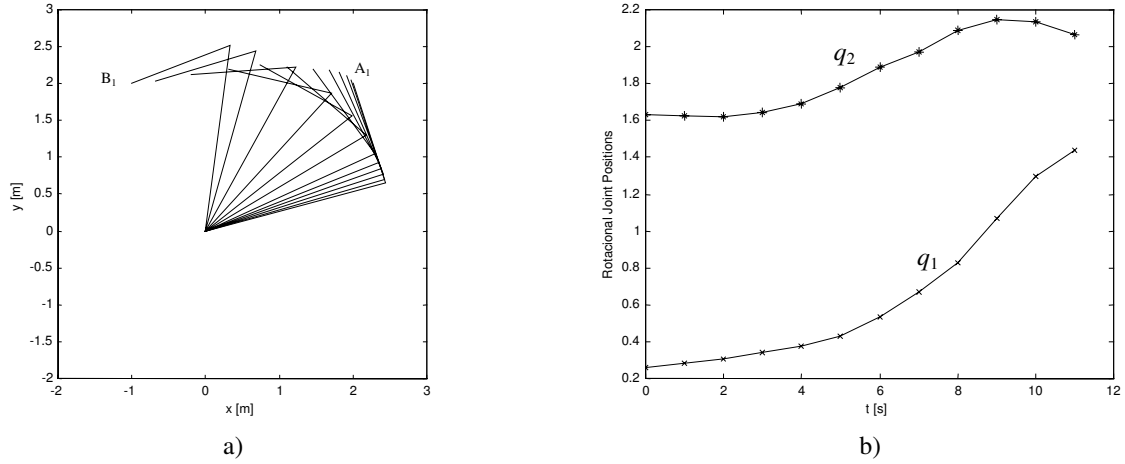 3
2.5
2
1.5
1
0.5
0
-0.5
-1
-1.5
-2
-2 -1 0 1 2 3
y [m]
x [m]
B1
A1
a)
2.2
2
1.8
1.6
1.4
1.2
1
0.8
0.6
0.4
0.2
0 2 4 6 8 10 12
Rotacional Joint Positions
t [s]
q2
q1
b)